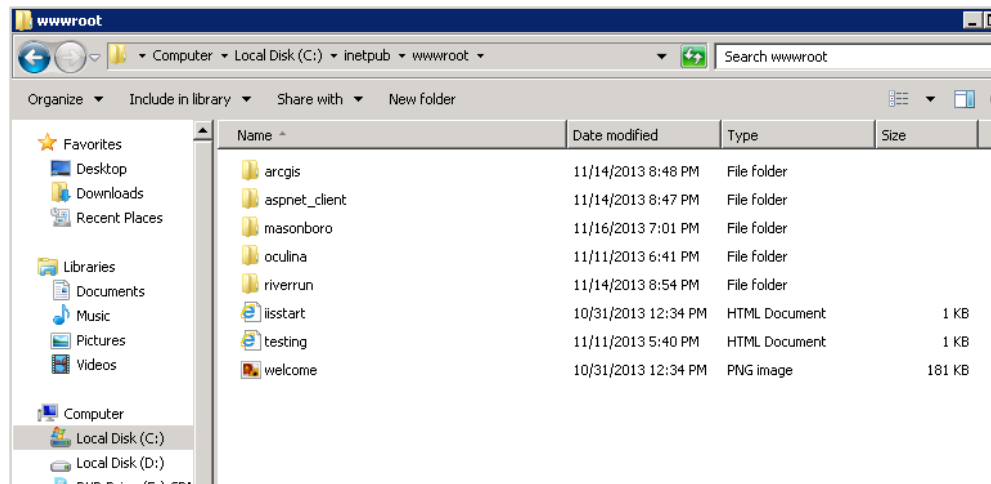 wwwroot
Computer Local Disk (C:) inetpub wwwroot Search wwwroot
Organize Include in library Share with New folder
Favorites
Desktop
Downloads
Recent Places
Libraries
Documents
Music
Pictures
Videos
Computer
Local Disk (C:)
Local Disk (D:)
Name Date modified Type Size
arcgis 11/14/2013 8:48 PM File folder
aspnet_client 11/14/2013 8:47 PM File folder
masonboro 11/16/2013 7:01 PM File folder
oculina 11/11/2013 6:41 PM File folder
riverrun 11/14/2013 8:54 PM File folder
iisstart 10/31/2013 12:34 PM HTML Document 1 KB
testing 11/11/2013 5:40 PM HTML Document 1 KB
welcome 10/31/2013 12:34 PM PNG image 181 KB